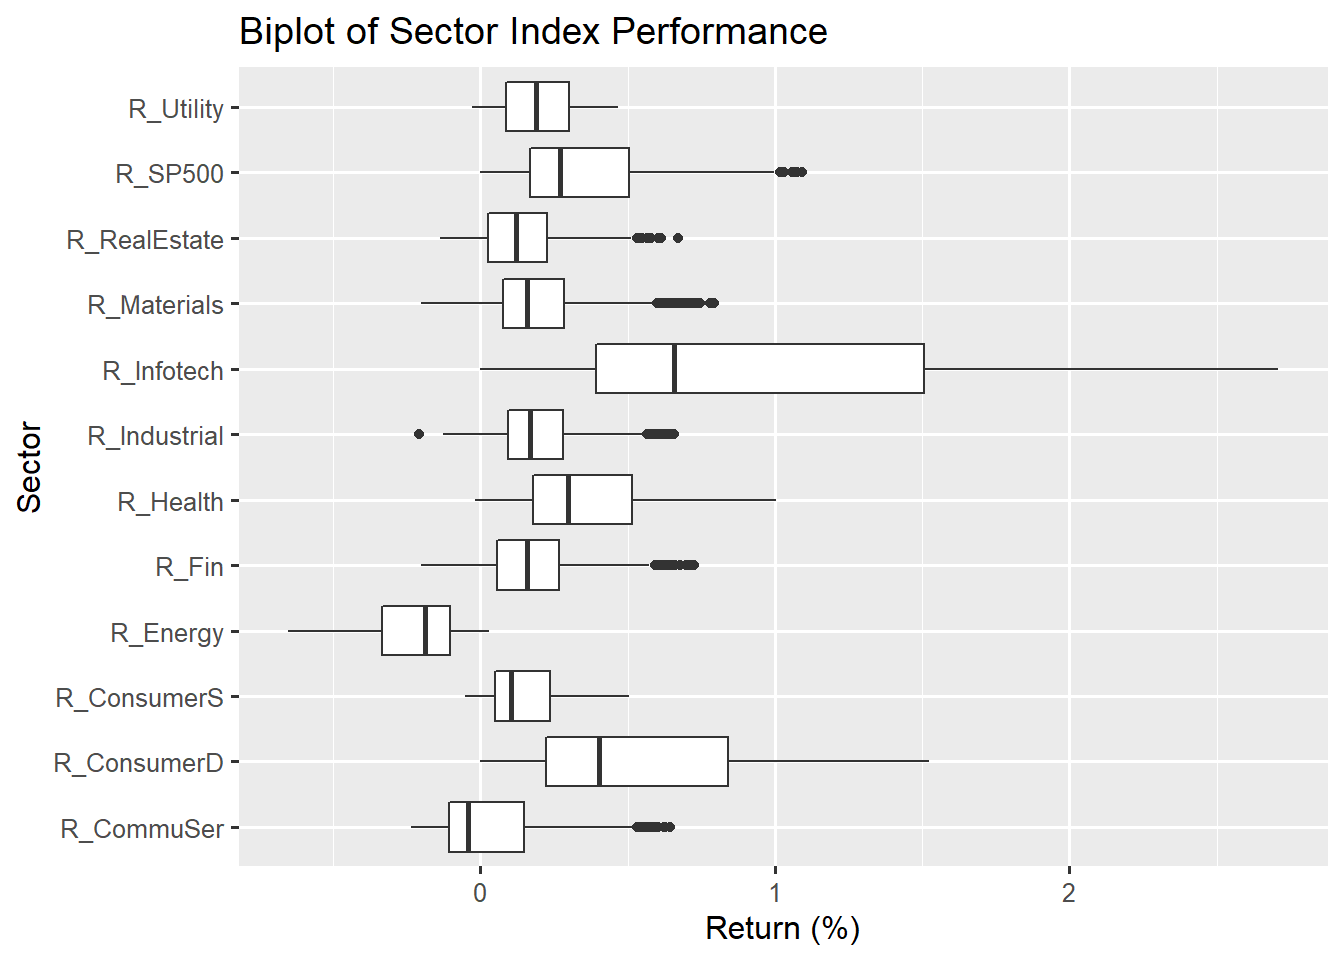 Biplot of Sector Index Performance
R_Utility
R_SP500
R_RealEstate
R_Materials
R_Infotech
R_Industrial
R_Health
R_Fin
R_Energy
R_ConsumerS
R_ConsumerD
R_CommuSer
Sector
0 1 2
Return (%)